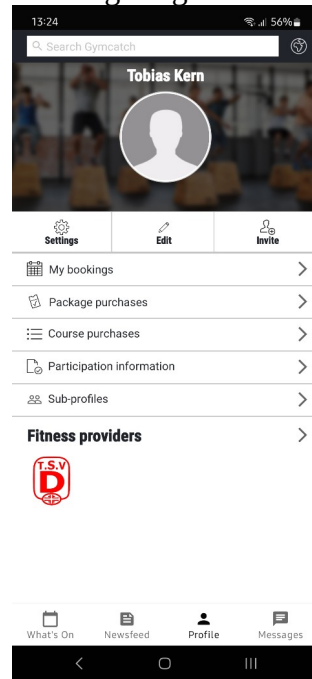 13:24 56%
Search Gymcatch
Tobias Kern
Settings Edit Invite
My bookings
Package purchases
Course purchases
Participation information
Sub-profiles
Fitness providers
T.S.V
D
What's On Newsfeed Profile Messages